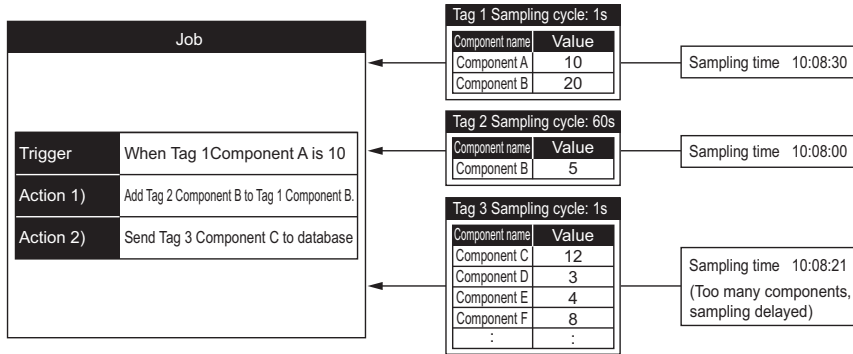 Job
Trigger When Tag 1Component A is 10
Action 1) Add Tag 2 Component B to Tag 1 Component B.
Action 2) Send Tag 3 Component C to database
Tag 1 Sampling cycle: 1s
Component name Value
Component A 10
Component B 20
Sampling time 10:08:30
Tag 2 Sampling cycle: 60s
Component name Value
Component B 5
Sampling time 10:08:00
Tag 3 Sampling cycle: 1s
Component name Value
Component C 12
Component D 3
Component E 4
Component F 8
: :
Sampling time 10:08:21
(Too many components,
sampling delayed)